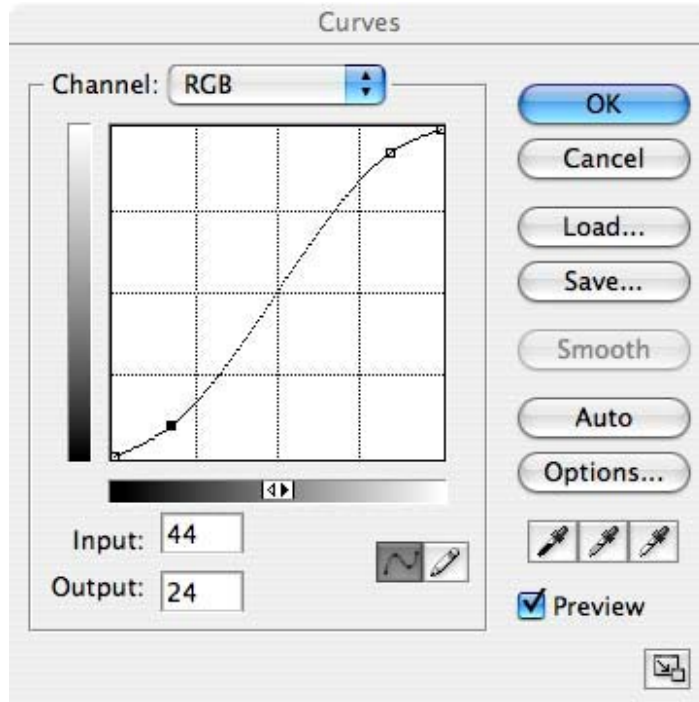 Curves
Channel: RGB
OK
Cancel
Load...
Save...
Smooth
Auto
Options...
Input: 44
Output: 24
Preview